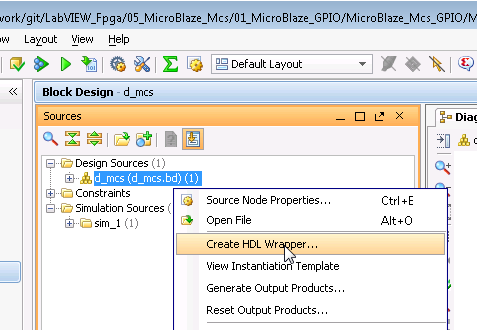 work/git/LabVIEW_Fpga/05_MicroBlaze_Mcs/01_MicroBlaze_GPIO/MicroBlaze_Mcs_GPIO/M
ow Layout View Help
Default Layout
Block Design - d_mcs
Sources
Diag
Design Sources (1)
d_mcs (d_mcs.bd) (1)
Constraints
Simulation Sources (
sim_1 (1)
Source Node Properties... Ctrl+E
Open File Alt+O
Create HDL Wrapper...
View Instantiation Template
Generate Output Products...
Reset Output Products...